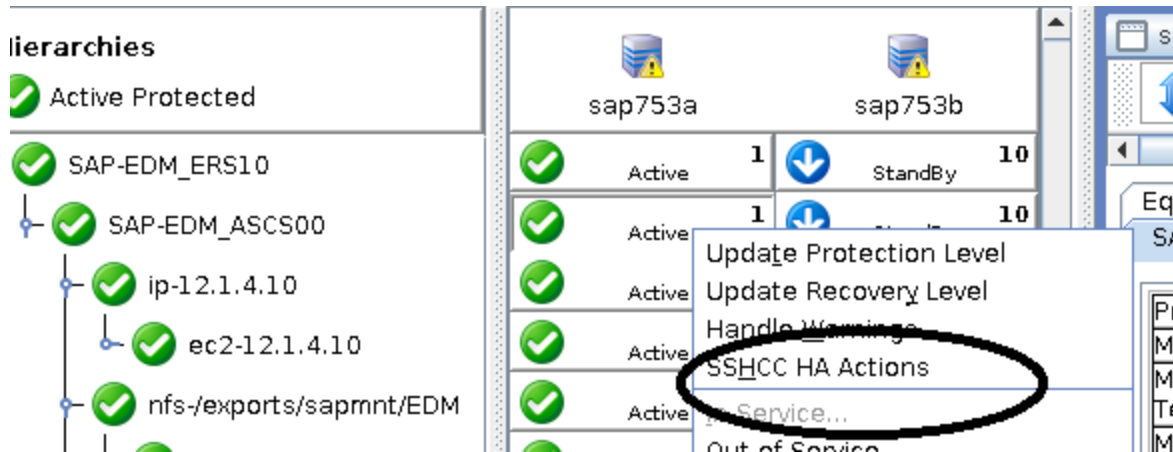 Hierarchies
Active Protected
sap753a
sap753b
SAP-EDM_ERS10
Active
1
StandBy
10
SAP-EDM_ASCS00
Active
1
10
ip-12.1.4.10
Active
ec2-12.1.4.10
Active
nfs-/exports/sapmnt/EDM
Active
Update Protection Level
Update Recovery Level
Handle Warnings
SSHCC HA Actions
In Service...
Out of Service